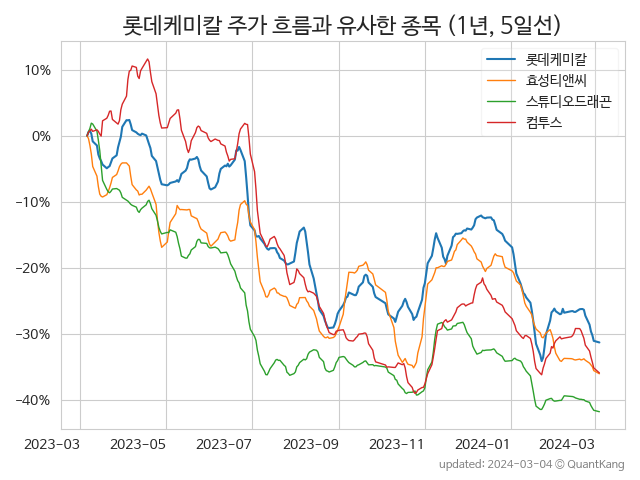 롯데케미칼 주가 흐름과 유사한 종목 (1년, 5일선)
롯데케미칼
효성티앤씨
스튜디오드래곤
컴투스
10%
0%
−10%
−20%
−30%
−40%
2023-03 2023-05 2023-07 2023-09 2023-11 2024-01 2024-03
updated: 2024-03-04 © QuantKang